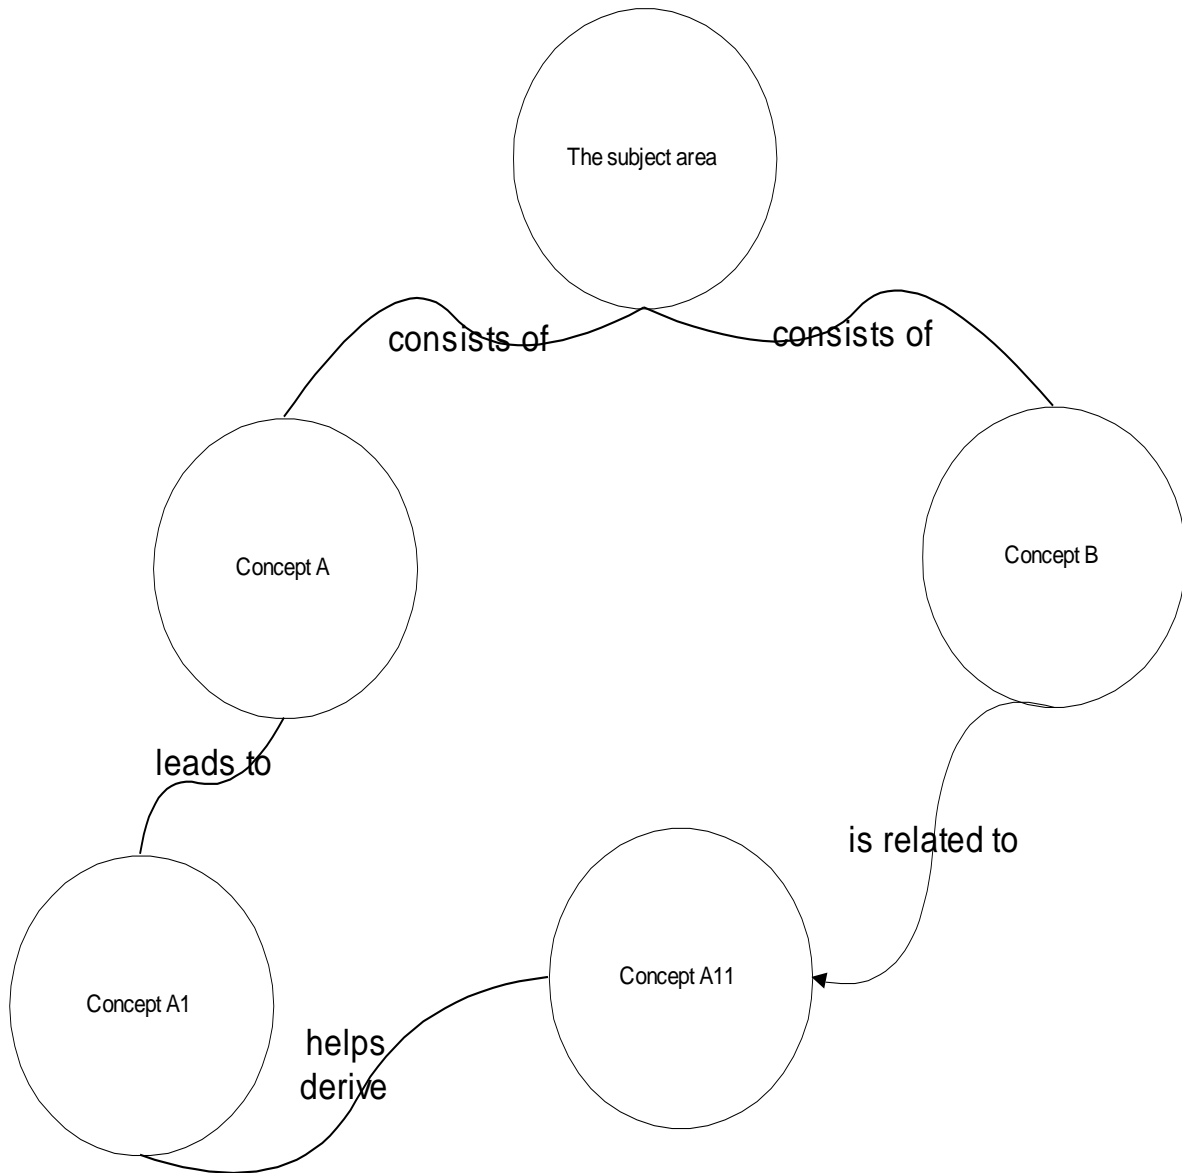 The subject area
consists of
consists of
Concept A
Concept B
leads to
is related to
Concept A1
Concept A11
helps
derive